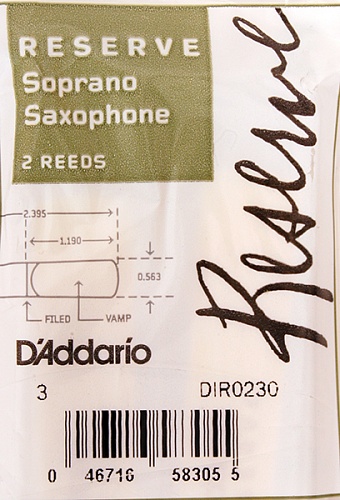 RESERVE
Soprano
Saxophone
2 REEDS
Reserve
2.395
1.190
0.563
FILED VAMP
D'Addario
3 DIR0230
0 46716 58305 5